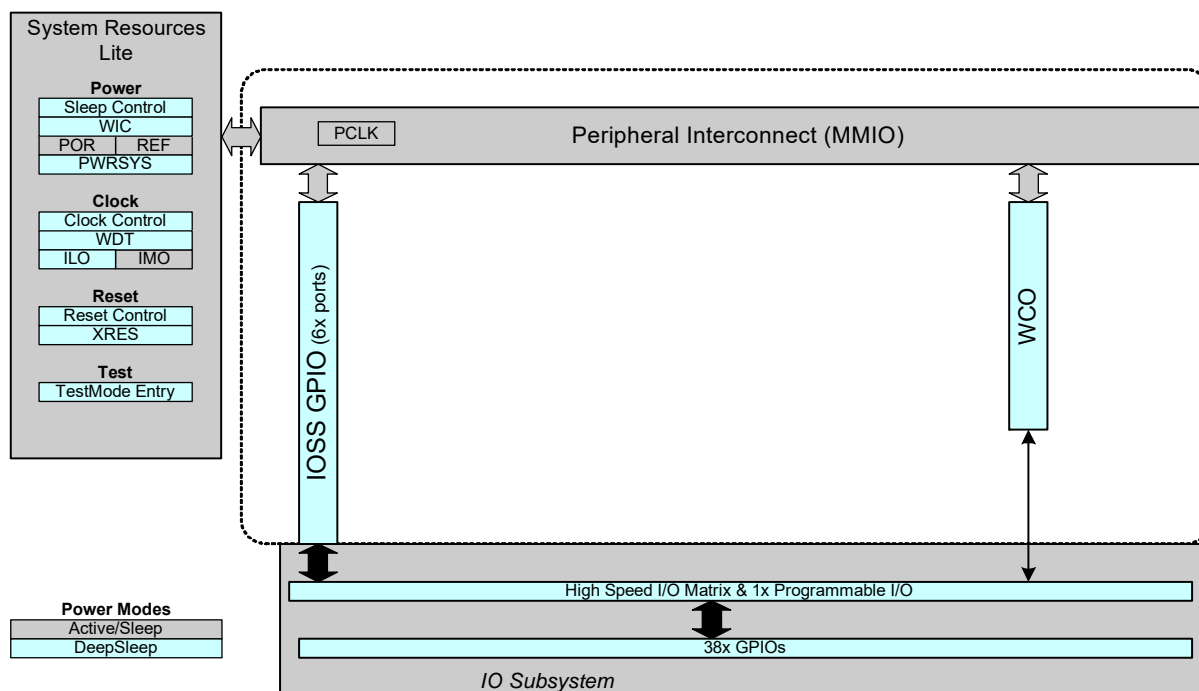 System Resources
Lite
Power
Sleep Control
WIC
POR REF
PWRSYS
Clock
Clock Control
WDT
ILO IMO
Reset
Reset Control
XRES
Test
TestMode Entry
PCLK
Peripheral Interconnect (MMIO)
IOSS GPIO (6x ports)
WCO
High Speed I/O Matrix & 1x Programmable I/O
38x GPIOs
IO Subsystem
Power Modes
Active/Sleep
DeepSleep